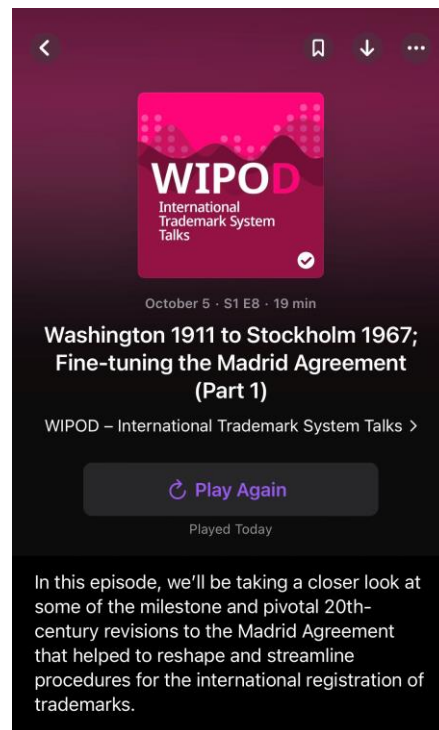 WIPOD
International
Trademark System
Talks
October 5 · S1 E8 · 19 min
Washington 1911 to Stockholm 1967;
Fine-tuning the Madrid Agreement
(Part 1)
WIPOD – International Trademark System Talks >
Play Again
Played Today
In this episode, we’ll be taking a closer look at
some of the milestone and pivotal 20th-
century revisions to the Madrid Agreement
that helped to reshape and streamline
procedures for the international registration of
trademarks.